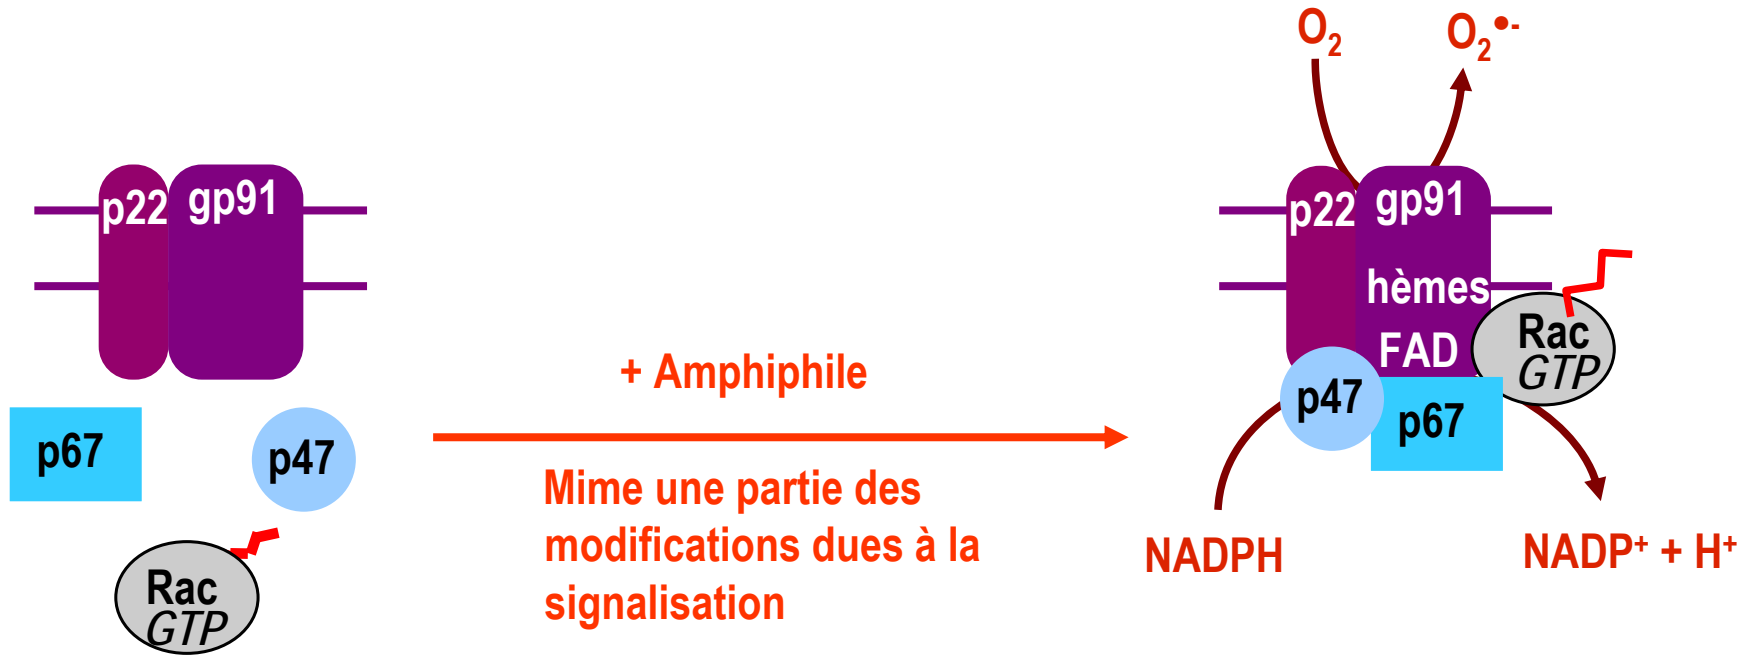 p22 gp91
p67
p47
Rac
GTP
+ Amphiphile
Mime une partie des
modifications dues à la
signalisation
O₂
O₂•-
p22 gp91
hèmes
FAD
Rac
GTP
p47
p67
NADPH
NADP⁺ + H⁺